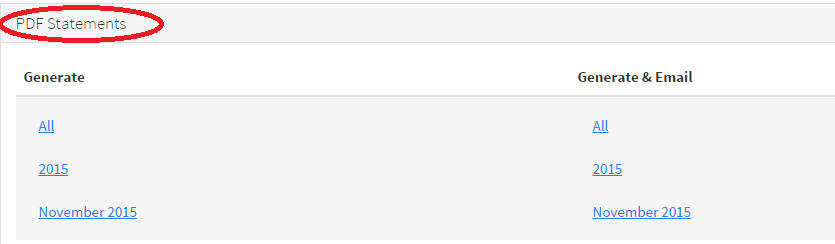 PDF Statements
Generate Generate & Email
All All
2015 2015
November 2015 November 2015